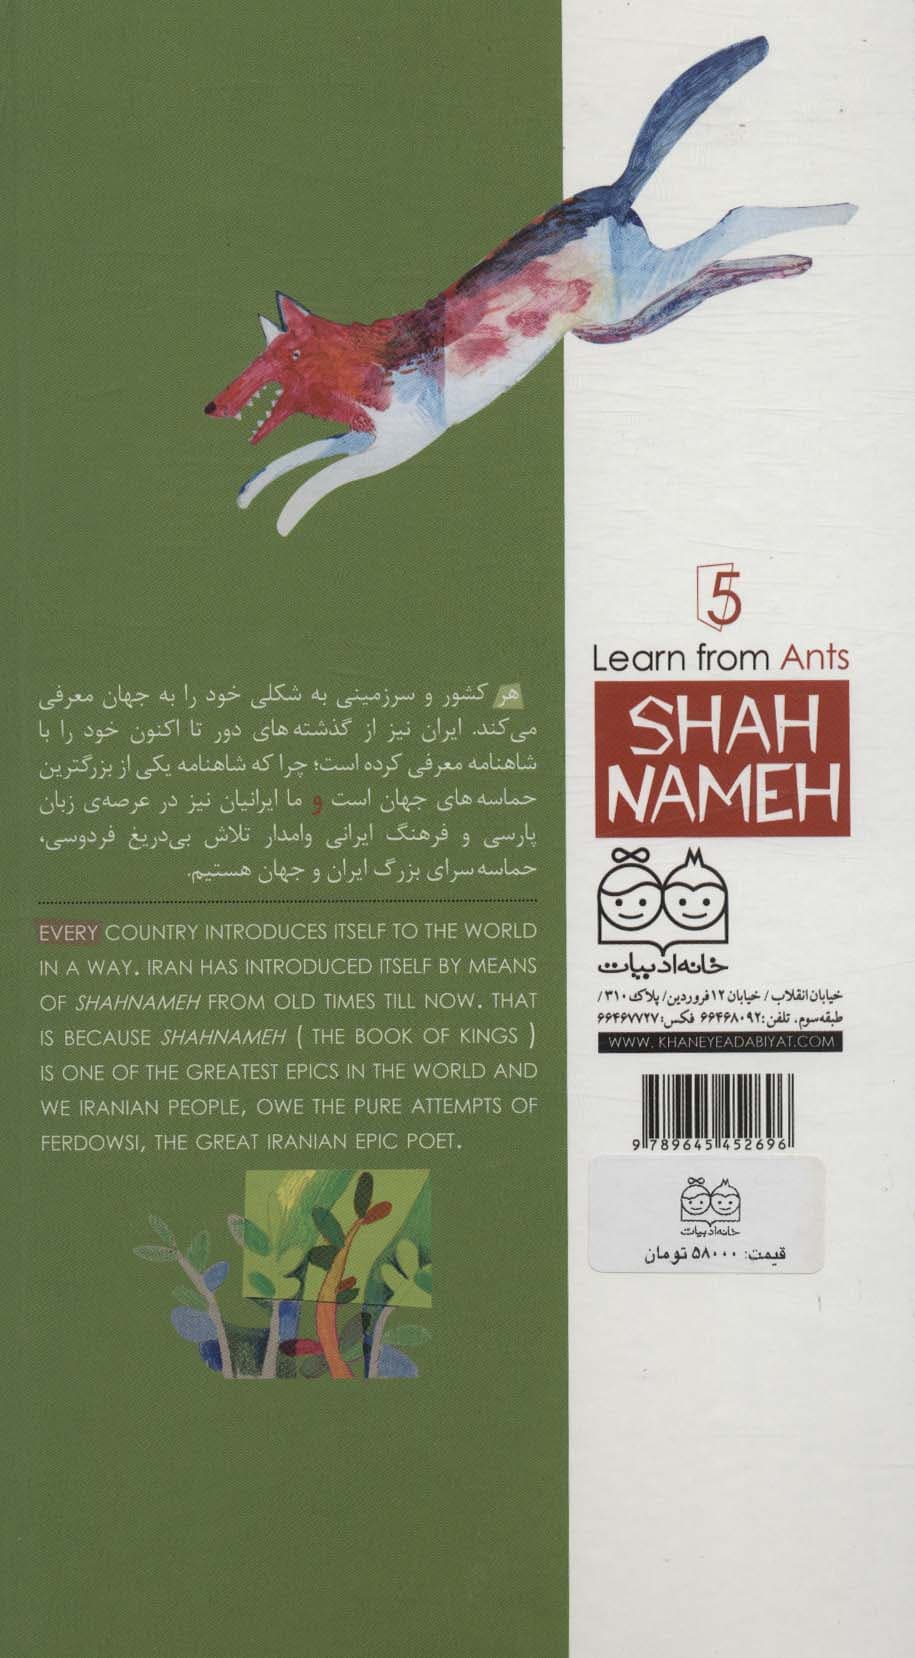 هر کشور و سرزمینی به شکلی خود را به جهان معرفی
می‌کند. ایران نیز از گذشته‌های دور تا اکنون خود را با
شاهنامه معرفی کرده است؛ چرا که شاهنامه یکی از بزرگترین
حماسه‌های جهان است و ما ایرانیان نیز در عرصه‌ی زبان
پارسی و فرهنگ ایرانی وامدار تلاش بی‌دریغ فردوسی،
حماسه‌سرای بزرگ ایران و جهان هستیم.
EVERY COUNTRY INTRODUCES ITSELF TO THE WORLD
IN A WAY. IRAN HAS INTRODUCED ITSELF BY MEANS
OF SHAHNAMEH FROM OLD TIMES TILL NOW. THAT
IS BECAUSE SHAHNAMEH ( THE BOOK OF KINGS )
IS ONE OF THE GREATEST EPICS IN THE WORLD AND
WE IRANIAN PEOPLE, OWE THE PURE ATTEMPTS OF
FERDOWSI, THE GREAT IRANIAN EPIC POET.
5
Learn from Ants
SHAH
NAMEH
خانه ادبیات
خیابان انقلاب/ خیابان ۱۲ فروردین/ پلاک ۳۱۰/
طبقه سوم. تلفن: ۶۶۴۶۸۰۹۲ فکس: ۶۶۴۶۷۷۲۷
WWW. KHANEYEADABIYAT.COM
9 789645 452696
خانه ادبیات
قیمت: ۵۸۰۰۰ تومان